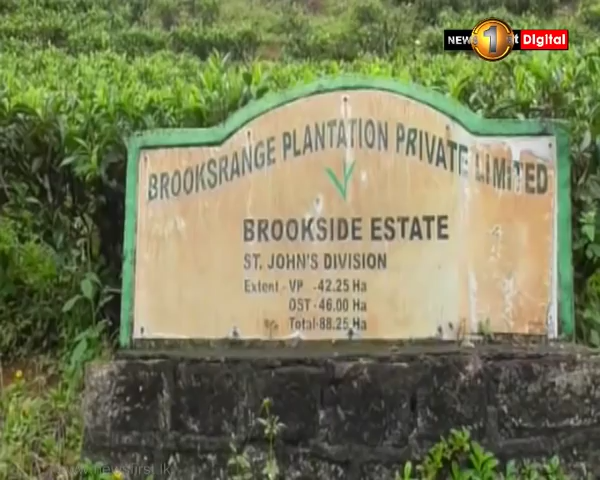 NEWS 1st Digital
BROOKSRANGE PLANTATION PRIVATE LIMITED
BROOKSIDE ESTATE
ST. JOHN'S DIVISION
Extent - VP - 42.25 Ha
OST - 46.00 Ha
Total - 88.25 Ha